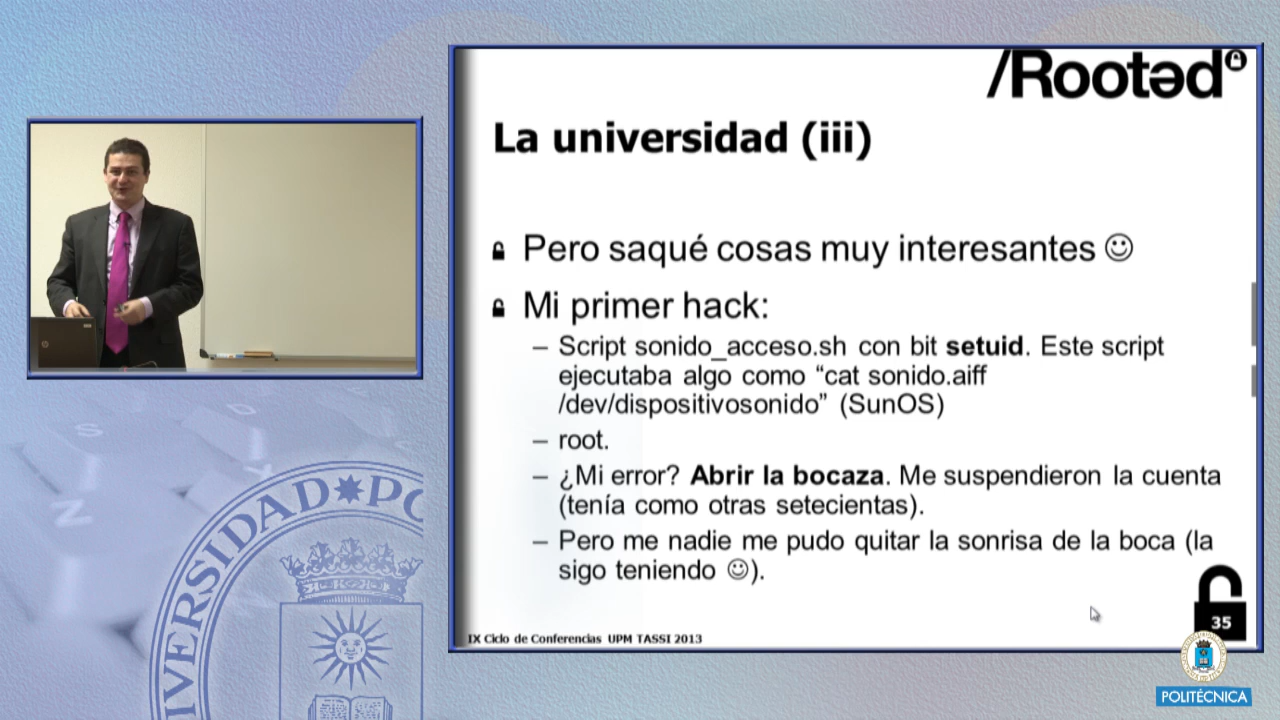 /Rootəd
La universidad (iii)
Pero saqué cosas muy interesantes ☺
Mi primer hack:
– Script sonido_acceso.sh con bit setuid. Este script
ejecutaba algo como “cat sonido.aiff
/dev/dispositivosonido” (SunOS)
– root.
– ¿Mi error? Abrir la bocaza. Me suspendieron la cuenta
(tenía como otras setecientas).
– Pero me nadie me pudo quitar la sonrisa de la boca (la
sigo teniendo ☺).
35
IX Ciclo de Conferencias UPM TASSI 2013
POLITÉCNICA
VERSIDAD PO
hp